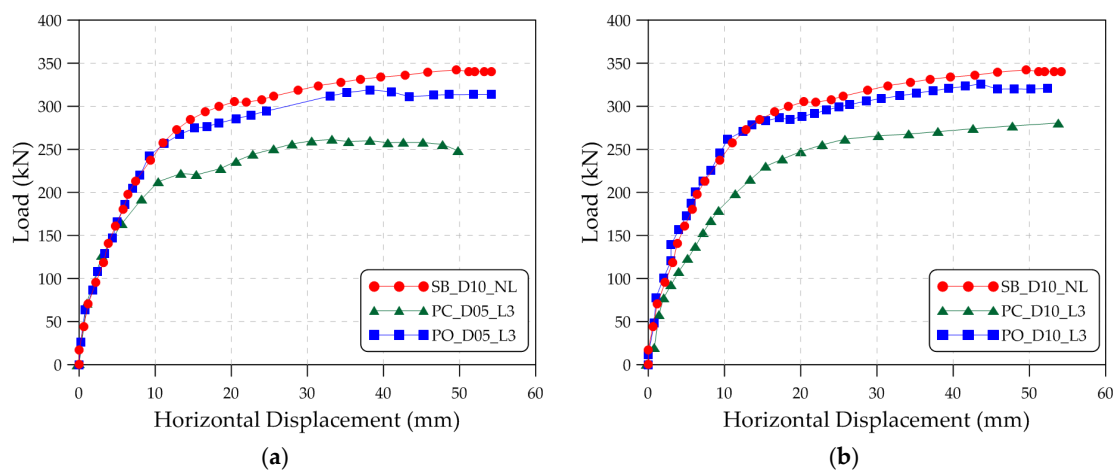 400
350
300
250
200
150
100
50
0
Load (kN)
0 10 20 30 40 50 60
Horizontal Displacement (mm)
SB_D10_NL
PC_D05_L3
PO_D05_L3
(a)
400
350
300
250
200
150
100
50
0
Load (kN)
0 10 20 30 40 50 60
Horizontal Displacement (mm)
SB_D10_NL
PC_D10_L3
PO_D10_L3
(b)